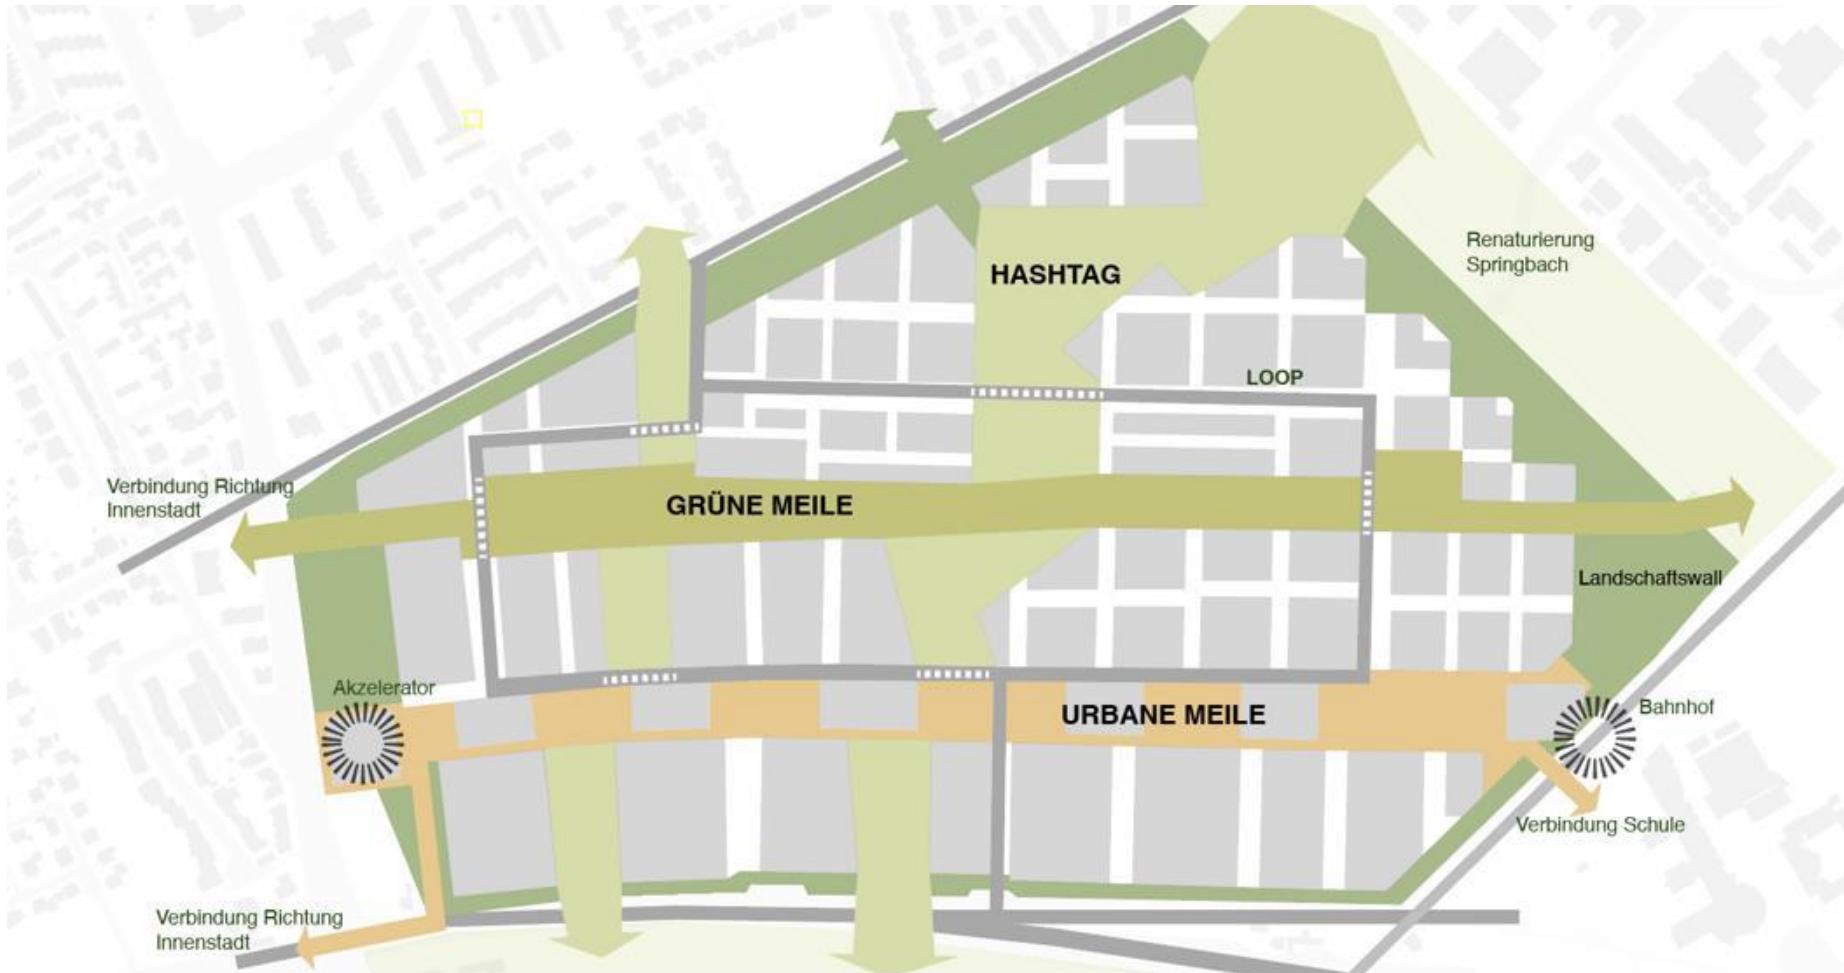 Renaturierung
Springbach
HASHTAG
LOOP
Verbindung Richtung
Innenstadt
GRÜNE MEILE
Landschaftswall
Akzelerator
URBANE MEILE
Bahnhof
Verbindung Schule
Verbindung Richtung
Innenstadt